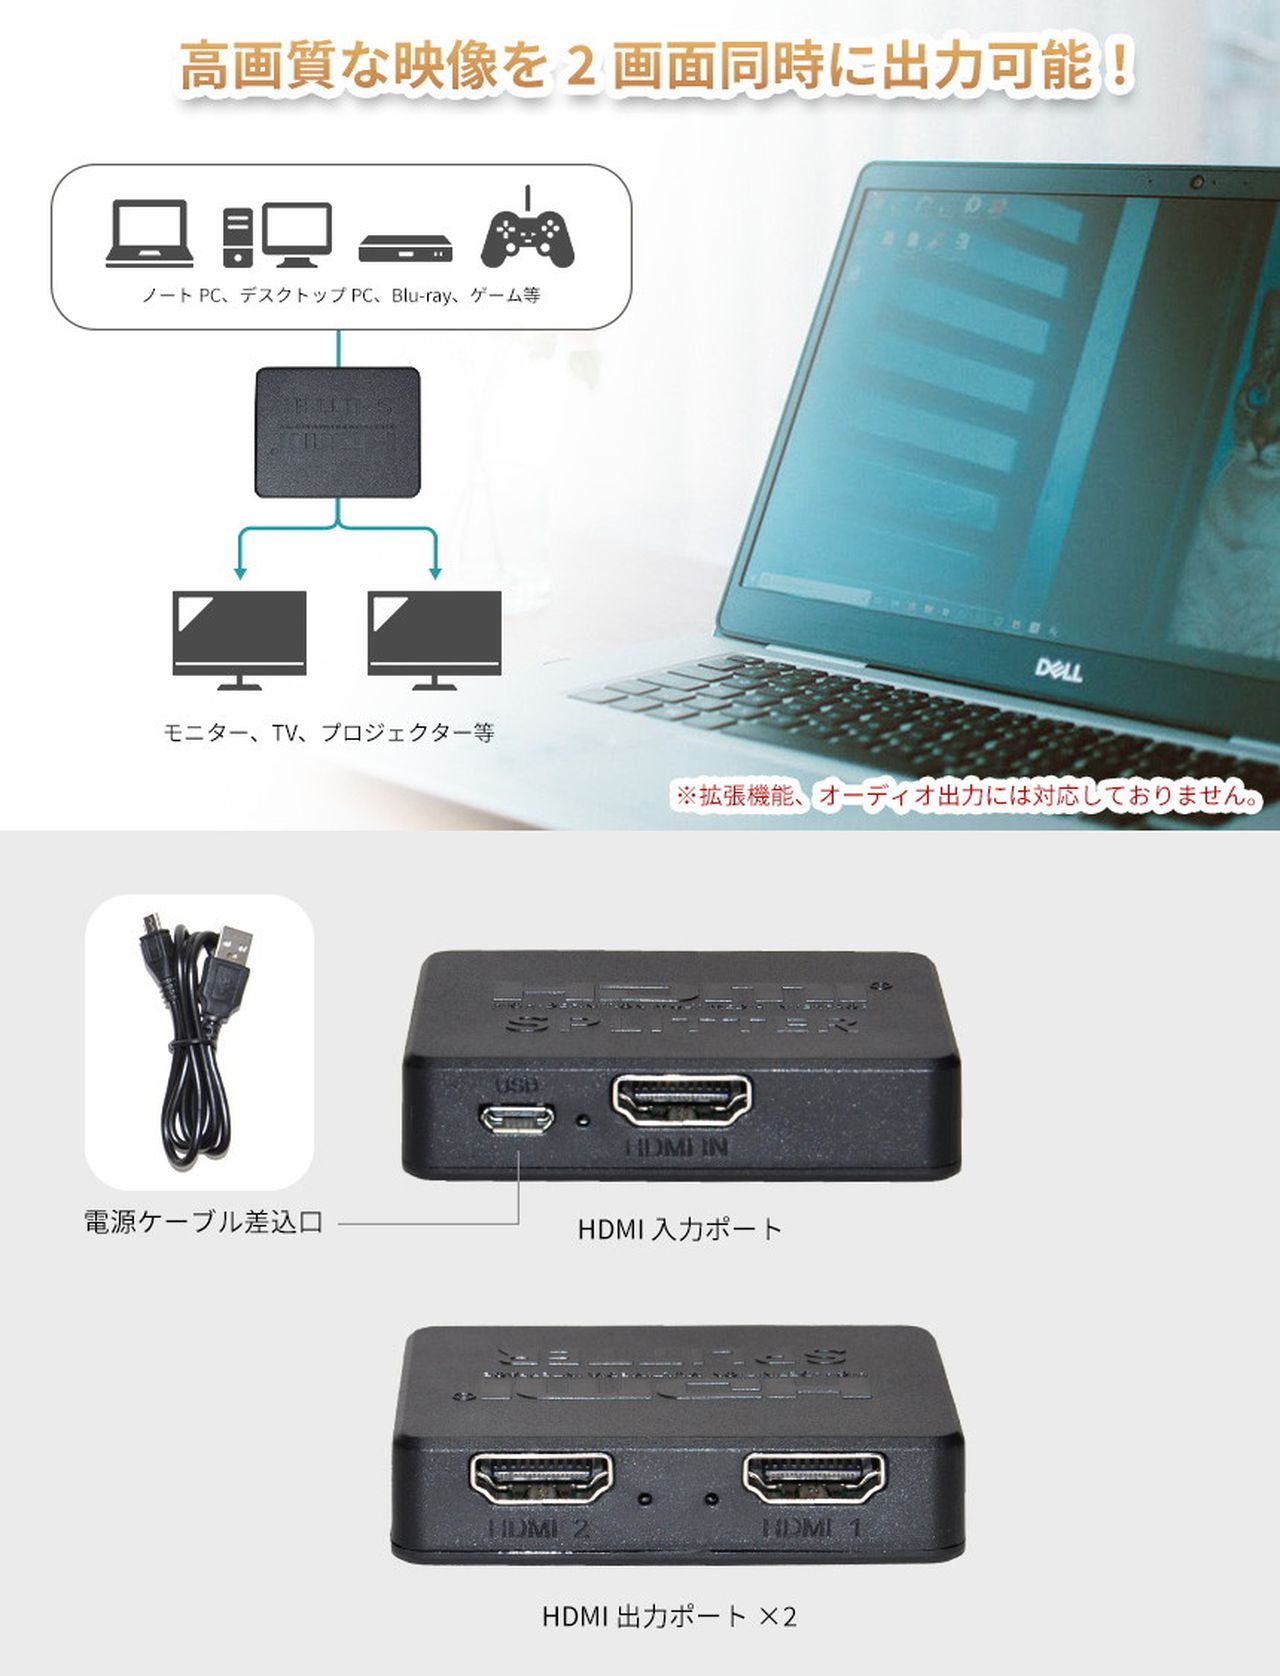 高画質な映像を 2 画面同時に出力可能！
ノート PC、デスクトップ PC、Blu-ray、ゲーム等
モニター、TV、プロジェクター等
DELL
※拡張機能、オーディオ出力には対応しておりません。
SPLITTER
USB
HDMI IN
電源ケーブル差込口
HDMI 入力ポート
SPLITTER
HDMI 2
HDMI 1
HDMI 出力ポート ×2